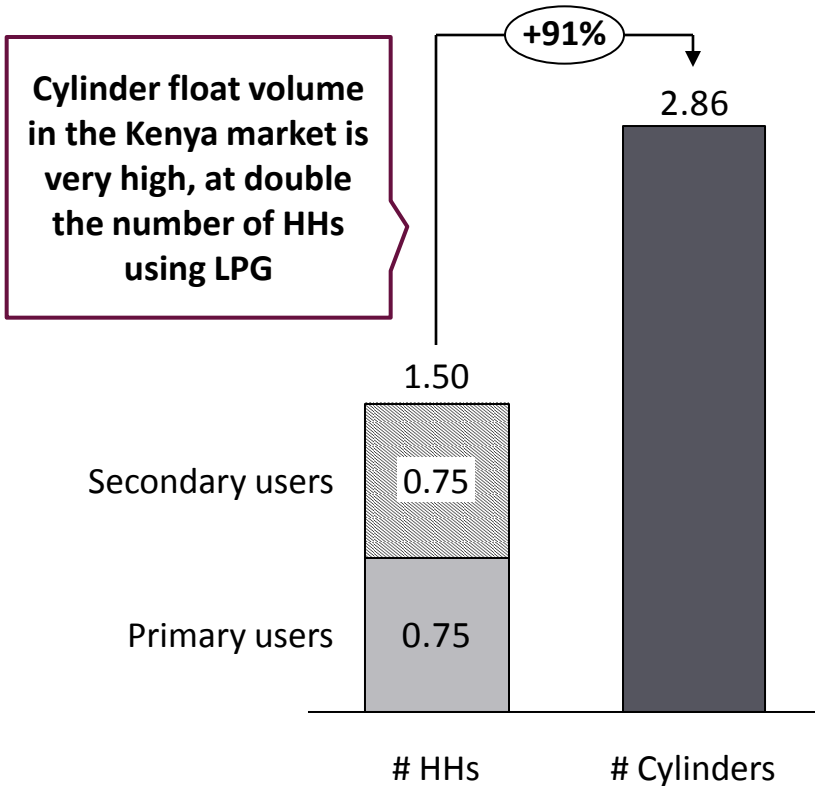 +91%
Cylinder float volume
in the Kenya market is
very high, at double
the number of HHs
using LPG
2.86
1.50
Secondary users 0.75
Primary users 0.75
# HHs # Cylinders